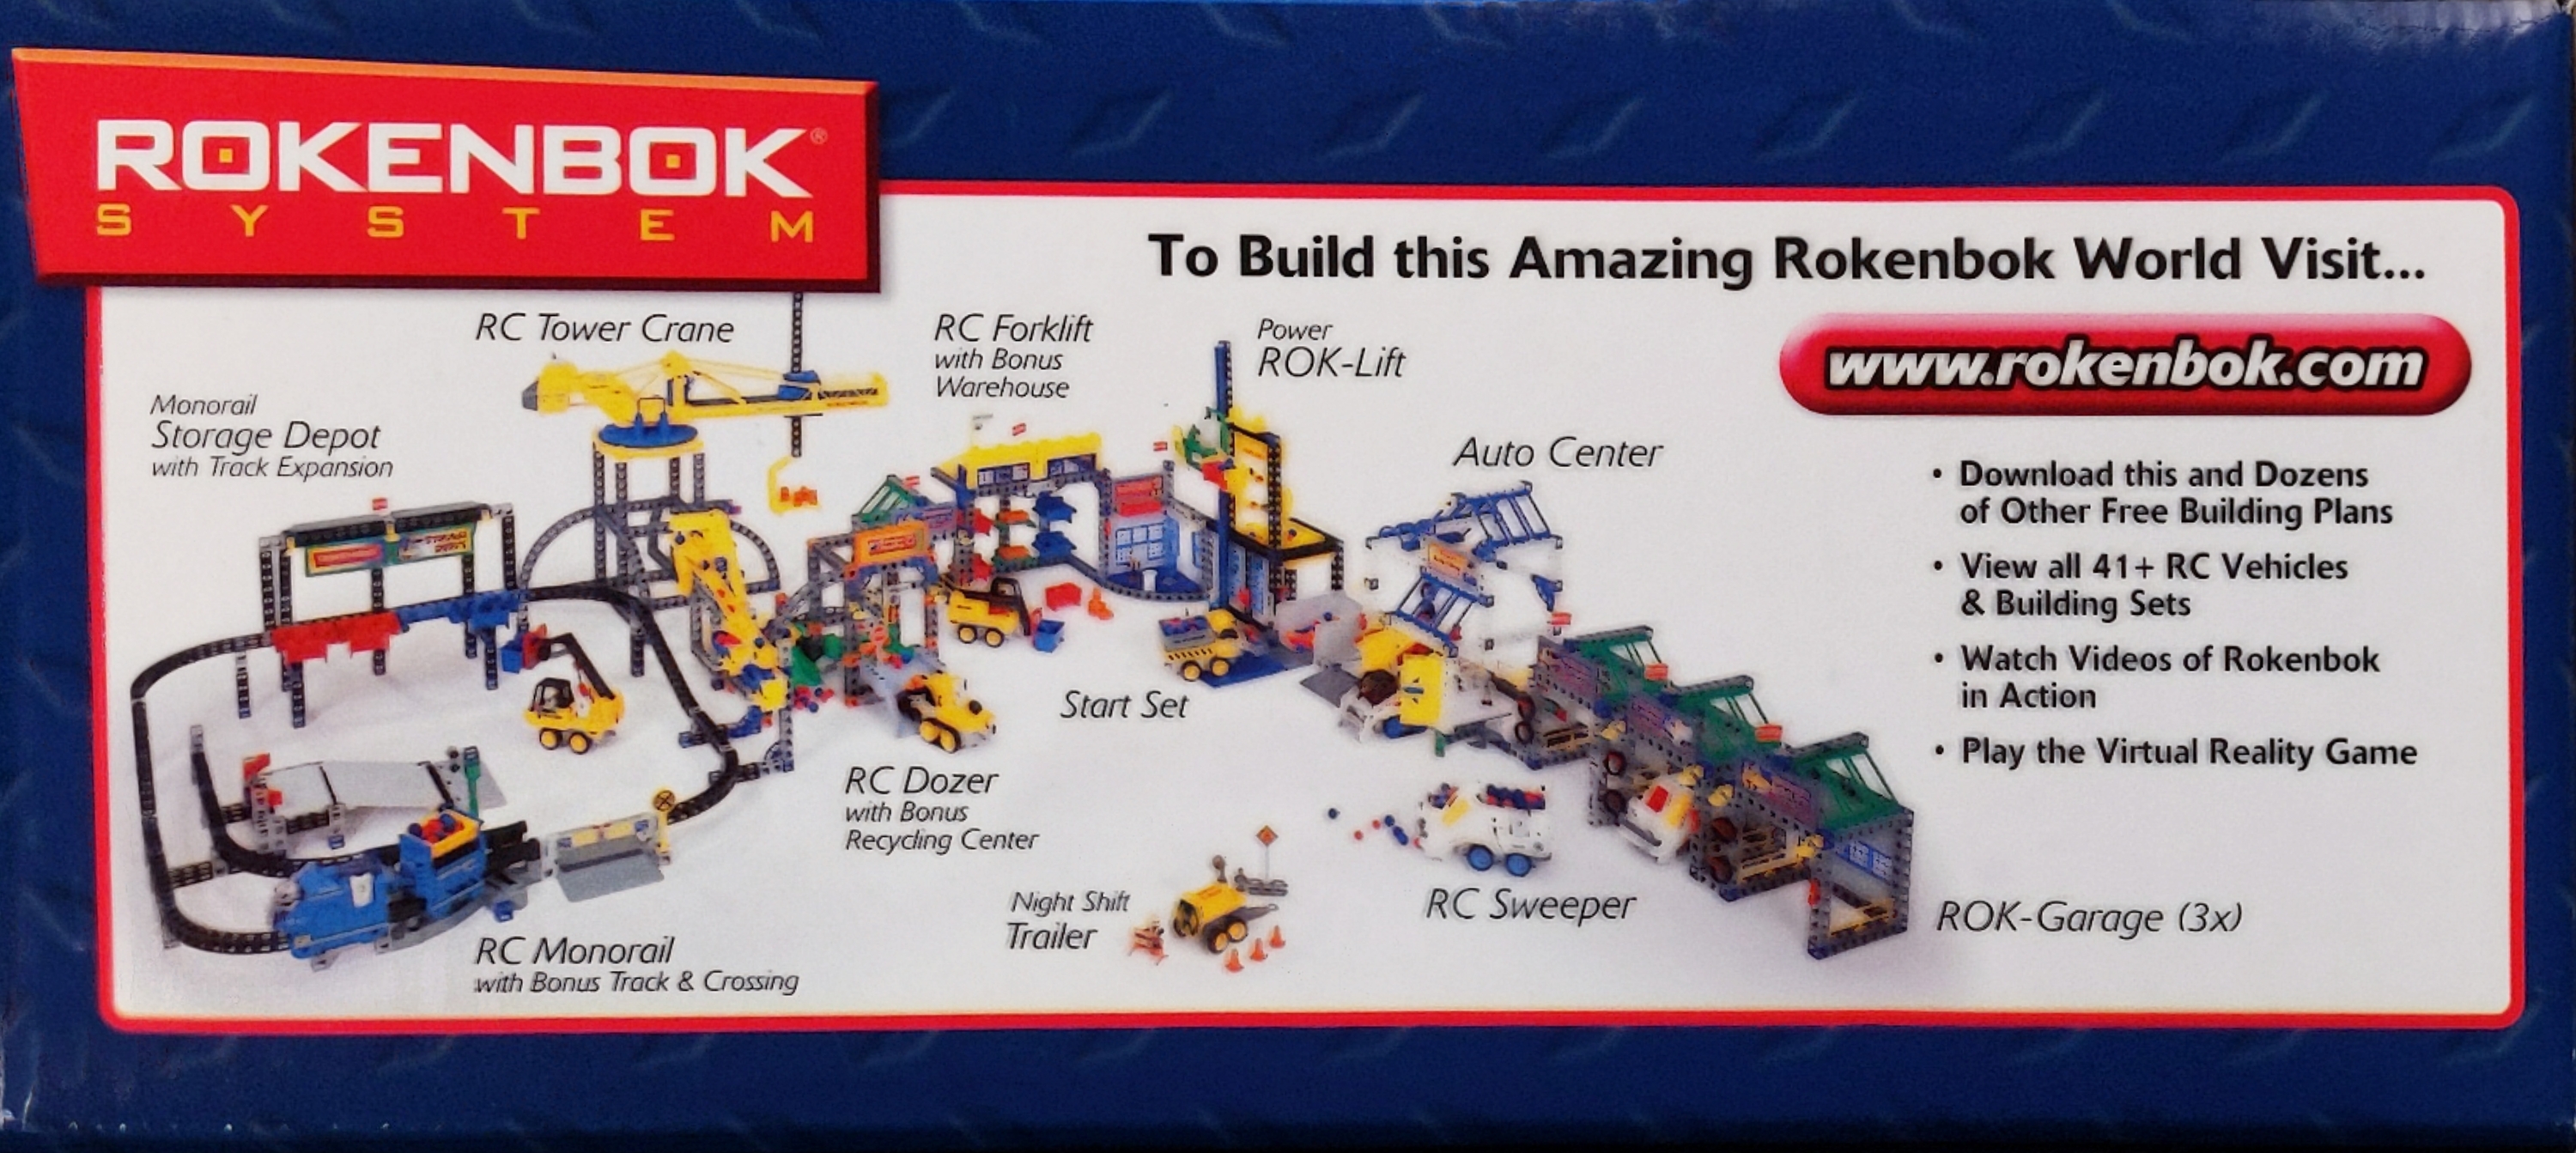 ROKENBOK®
SYSTEM
To Build this Amazing Rokenbok World Visit...
www.rokenbok.com
RC Tower Crane
RC Forklift
with Bonus
Warehouse
Power
ROK-Lift
Monorail
Storage Depot
with Track Expansion
Auto Center
• Download this and Dozens
of Other Free Building Plans
• View all 41+ RC Vehicles
& Building Sets
• Watch Videos of Rokenbok
in Action
• Play the Virtual Reality Game
Start Set
RC Dozer
with Bonus
Recycling Center
Night Shift
Trailer
RC Sweeper
ROK-Garage (3x)
RC Monorail
with Bonus Track & Crossing